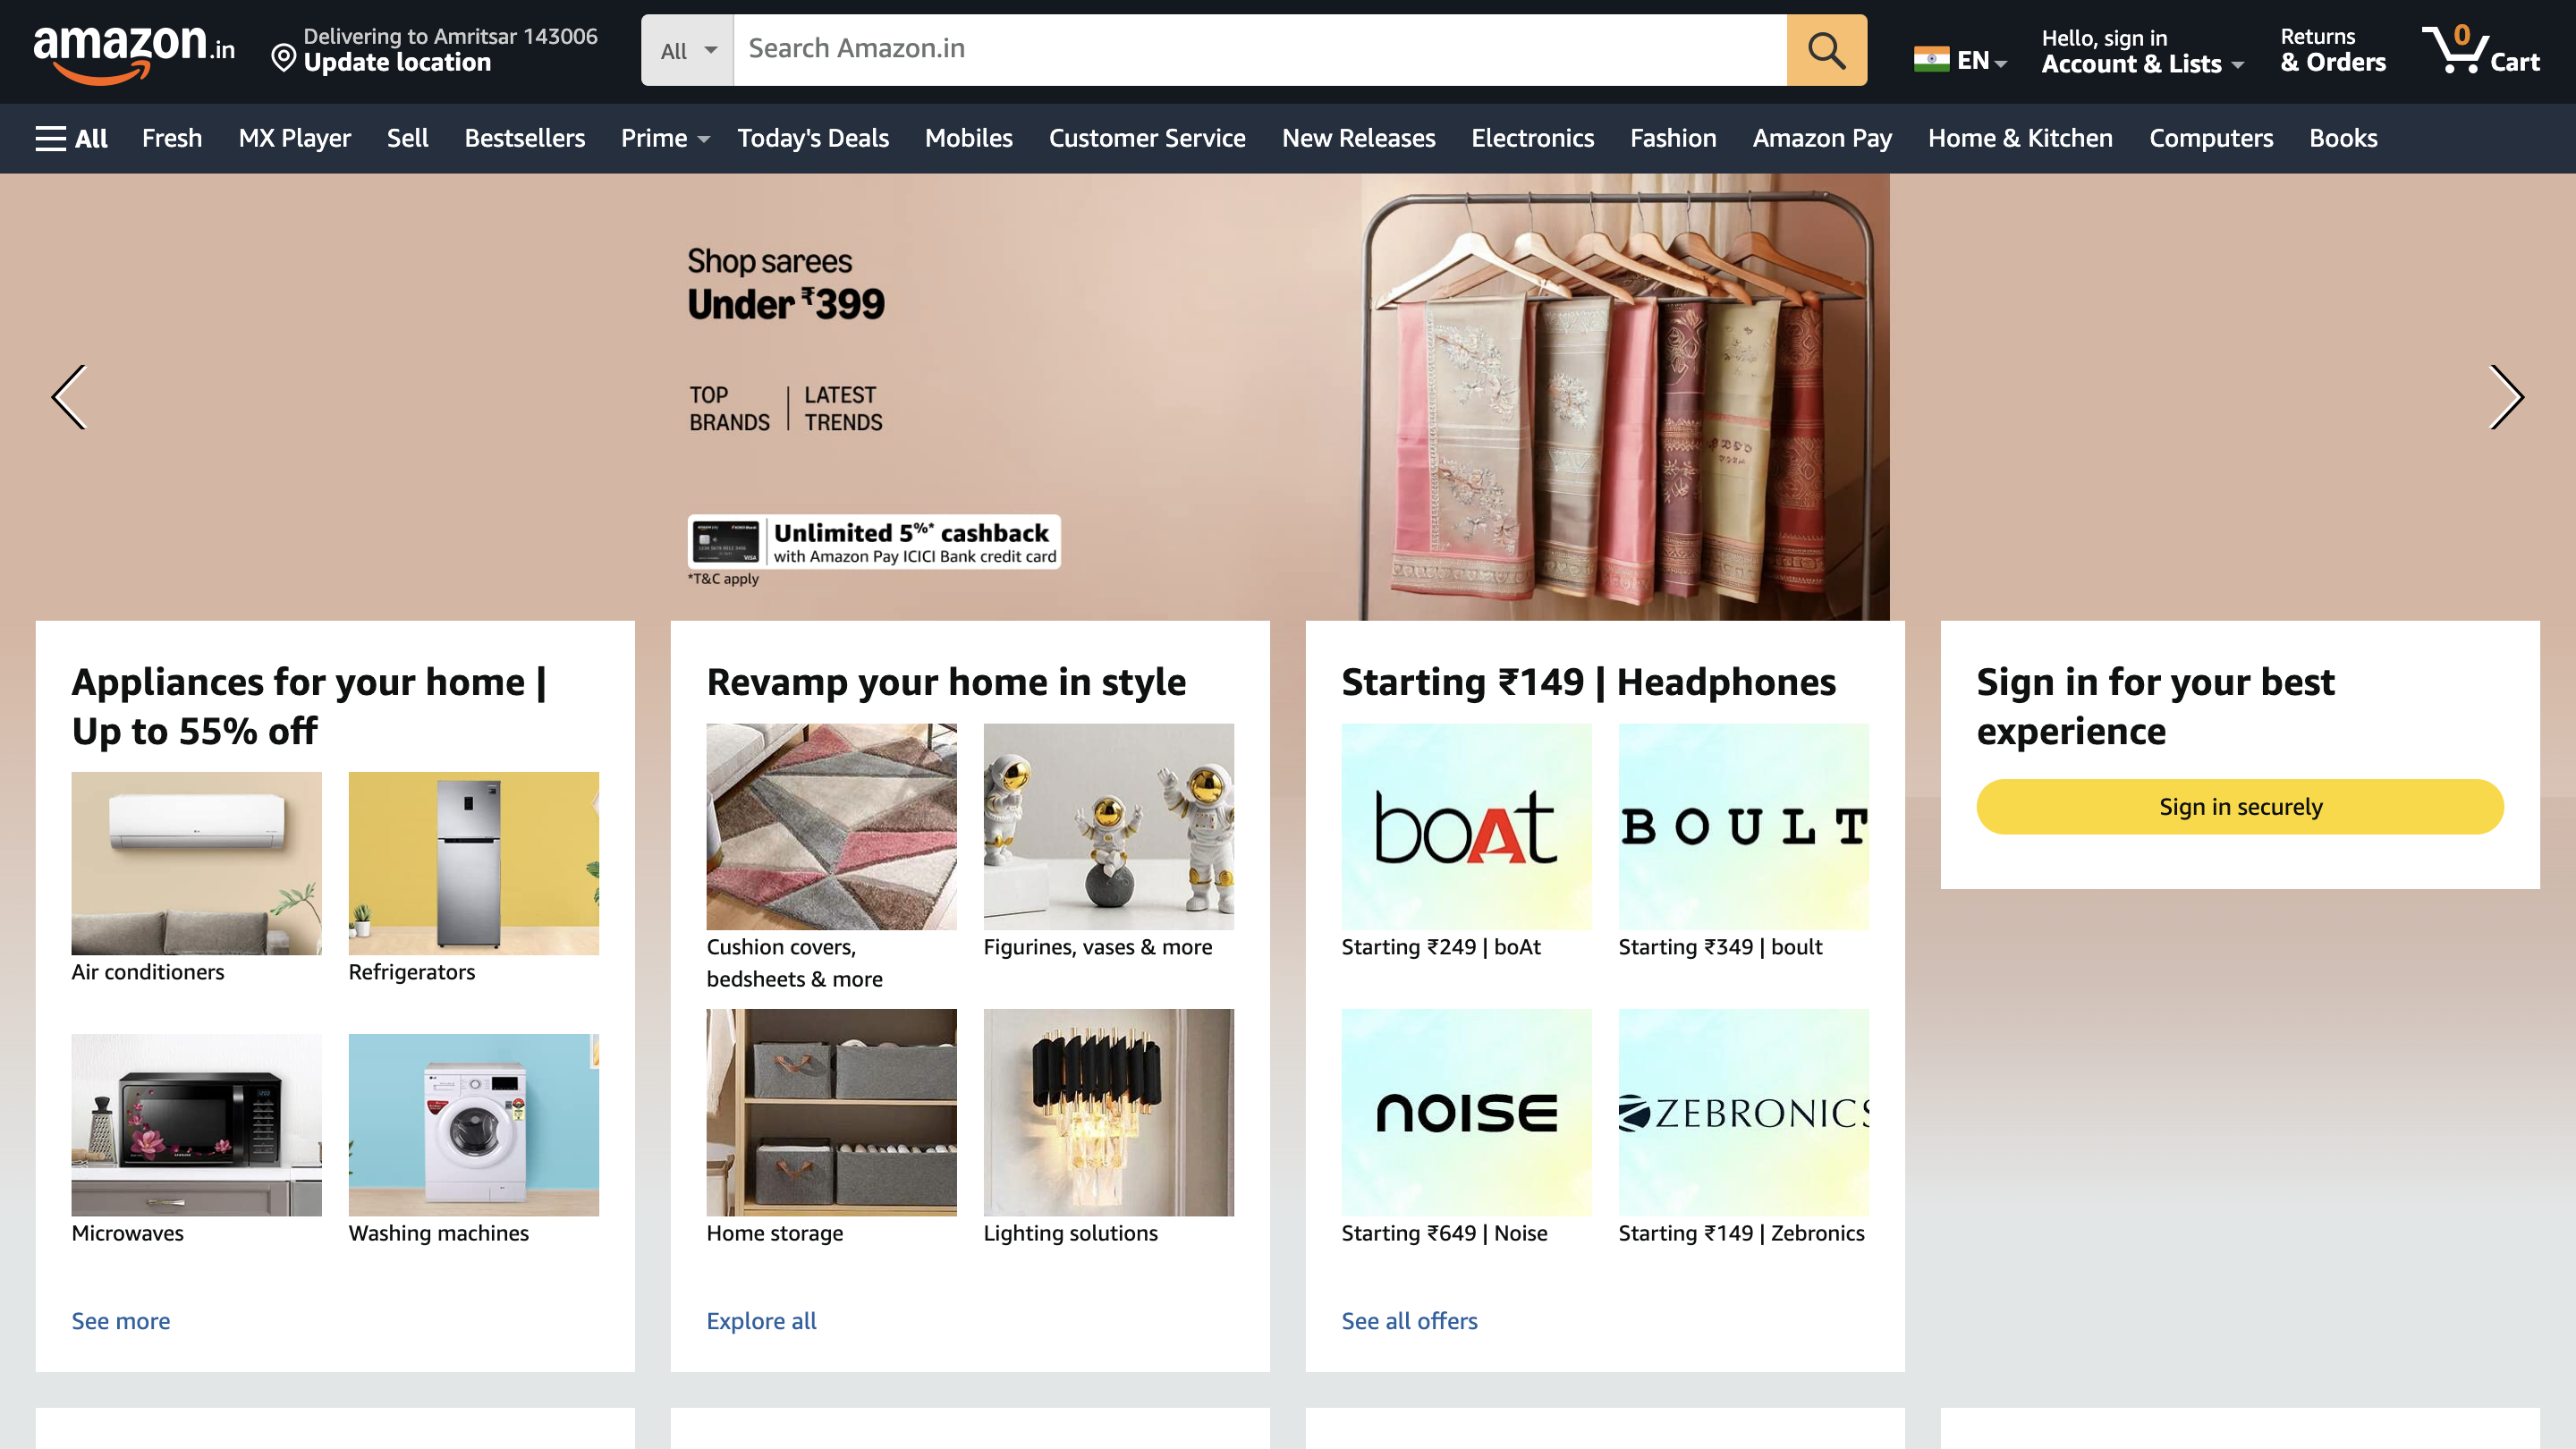 amazon.in
Delivering to Amritsar 143006
Update location
All
Search Amazon.in
EN
Hello, sign in
Account & Lists
Returns
& Orders
0
Cart
All
Fresh
MX Player
Sell
Bestsellers
Prime
Today's Deals
Mobiles
Customer Service
New Releases
Electronics
Fashion
Amazon Pay
Home & Kitchen
Computers
Books
Shop sarees
Under ₹399
TOP BRANDS
LATEST TRENDS
Unlimited 5%* cashback
with Amazon Pay ICICI Bank credit card
*T&C apply
Appliances for your home |
Up to 55% off
Air conditioners
Refrigerators
Microwaves
Washing machines
See more
Revamp your home in style
Cushion covers,
bedsheets & more
Figurines, vases & more
Home storage
Lighting solutions
Explore all
Starting ₹149 | Headphones
boAt
BOULT
Starting ₹249 | boAt
Starting ₹349 | boult
NOISE
ZEBRONICS
Starting ₹649 | Noise
Starting ₹149 | Zebronics
See all offers
Sign in for your best
experience
Sign in securely